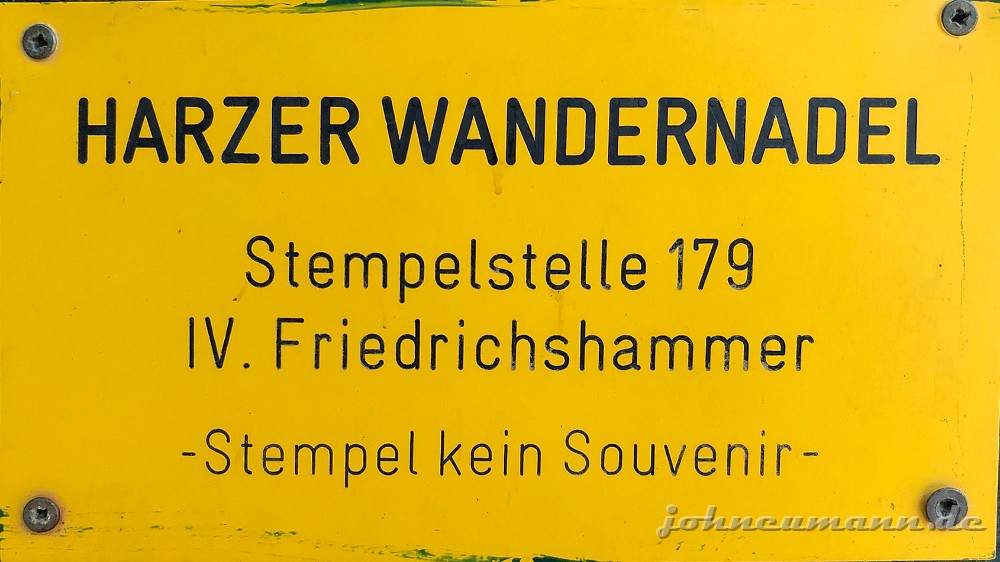 HARZER WANDERNADEL
Stempelstelle 179
IV. Friedrichshammer
-Stempel kein Souvenir-
johneumann.de